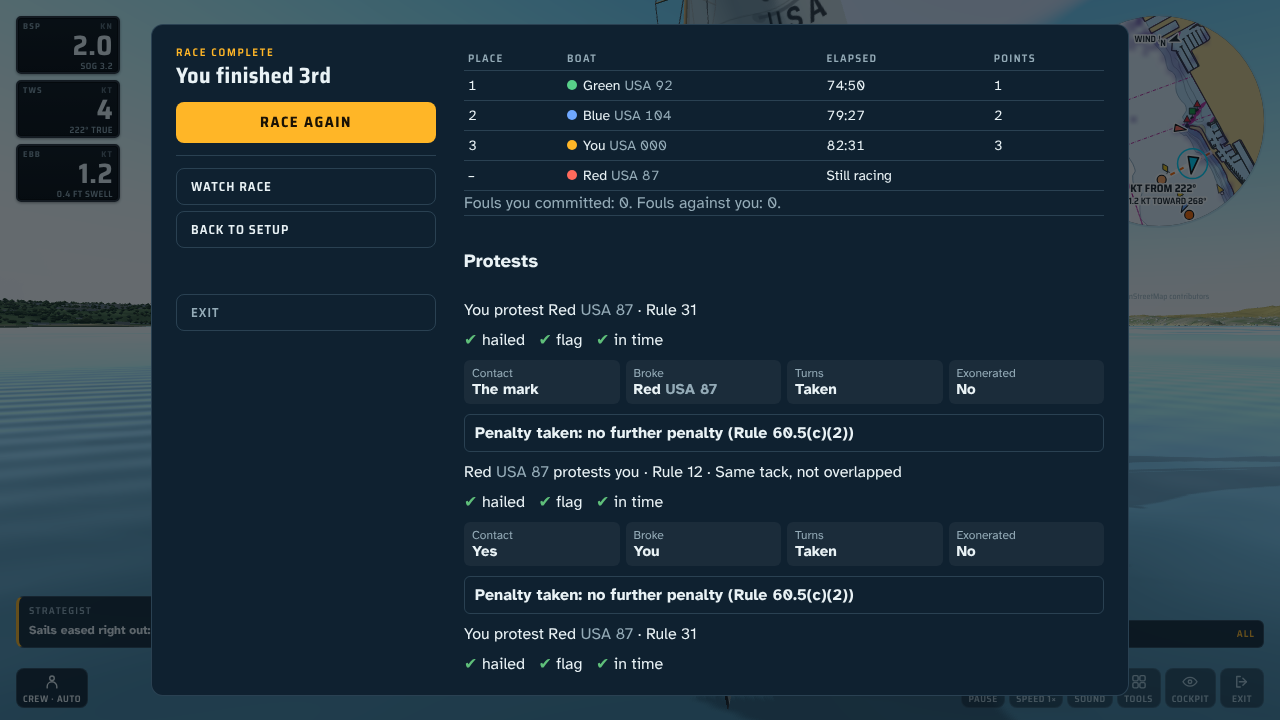 BSP KN
2.0
SOG 3.2
TWS KT
4
222° TRUE
EBB KT
1.2
0.4 FT SWELL
RACE COMPLETE
You finished 3rd
RACE AGAIN
WATCH RACE
BACK TO SETUP
EXIT
PLACE BOAT ELAPSED POINTS
1 Green USA 92 74:50 1
2 Blue USA 104 79:27 2
3 You USA 000 82:31 3
– Red USA 87 Still racing
Fouls you committed: 0. Fouls against you: 0.
Protests
You protest Red USA 87 · Rule 31
✔ hailed ✔ flag ✔ in time
Contact Broke Turns Exonerated
The mark Red USA 87 Taken No
Penalty taken: no further penalty (Rule 60.5(c)(2))
Red USA 87 protests you · Rule 12 · Same tack, not overlapped
✔ hailed ✔ flag ✔ in time
Contact Broke Turns Exonerated
Yes You Taken No
Penalty taken: no further penalty (Rule 60.5(c)(2))
You protest Red USA 87 · Rule 31
✔ hailed ✔ flag ✔ in time
USA
WIND
N
KT FROM 222°
1.2 KT TOWARD 268°
contributors
STRATEGIST
Sails eased right out:
ALL
CREW · AUTO
PAUSE SPEED 1× SOUND TOOLS COCKPIT EXIT